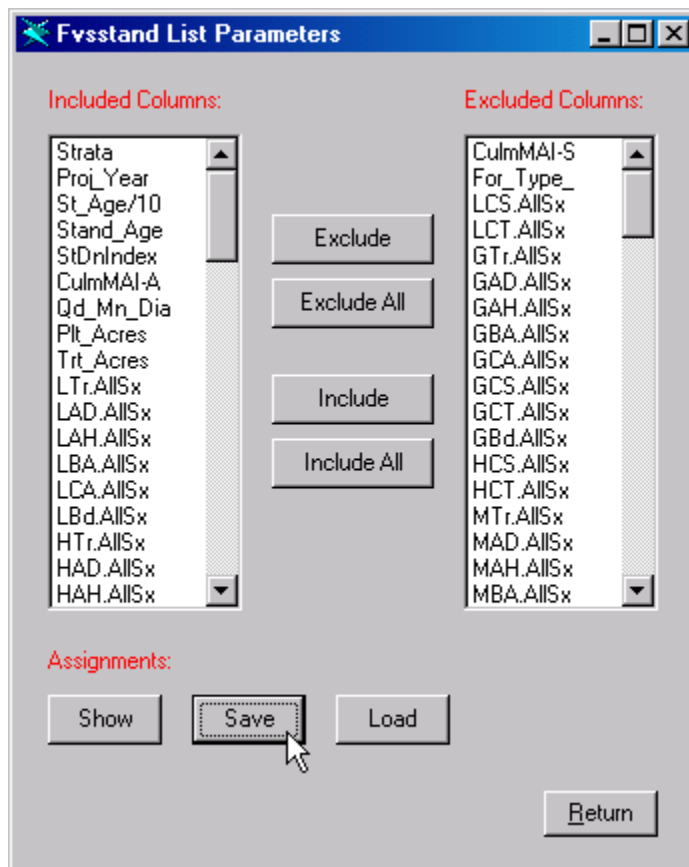 Fvsstand List Parameters
Included Columns:
Strata
Proj_Year
St_Age/10
Stand_Age
StDnIndex
CulmMAI-A
Qd_Mn_Dia
Plt_Acres
Trt_Acres
LTr.AllSx
LAD.AllSx
LAH.AllSx
LBA.AllSx
LCA.AllSx
LBd.AllSx
HTr.AllSx
HAD.AllSx
HAH.AllSx
Exclude
Exclude All
Include
Include All
Excluded Columns:
CulmMAI-S
For_Type_
LCS.AllSx
LCT.AllSx
GTr.AllSx
GAD.AllSx
GAH.AllSx
GBA.AllSx
GCA.AllSx
GCS.AllSx
GCT.AllSx
GBd.AllSx
HCS.AllSx
HCT.AllSx
MTr.AllSx
MAD.AllSx
MAH.AllSx
MBA.AllSx
Assignments:
Show
Save
Load
Return